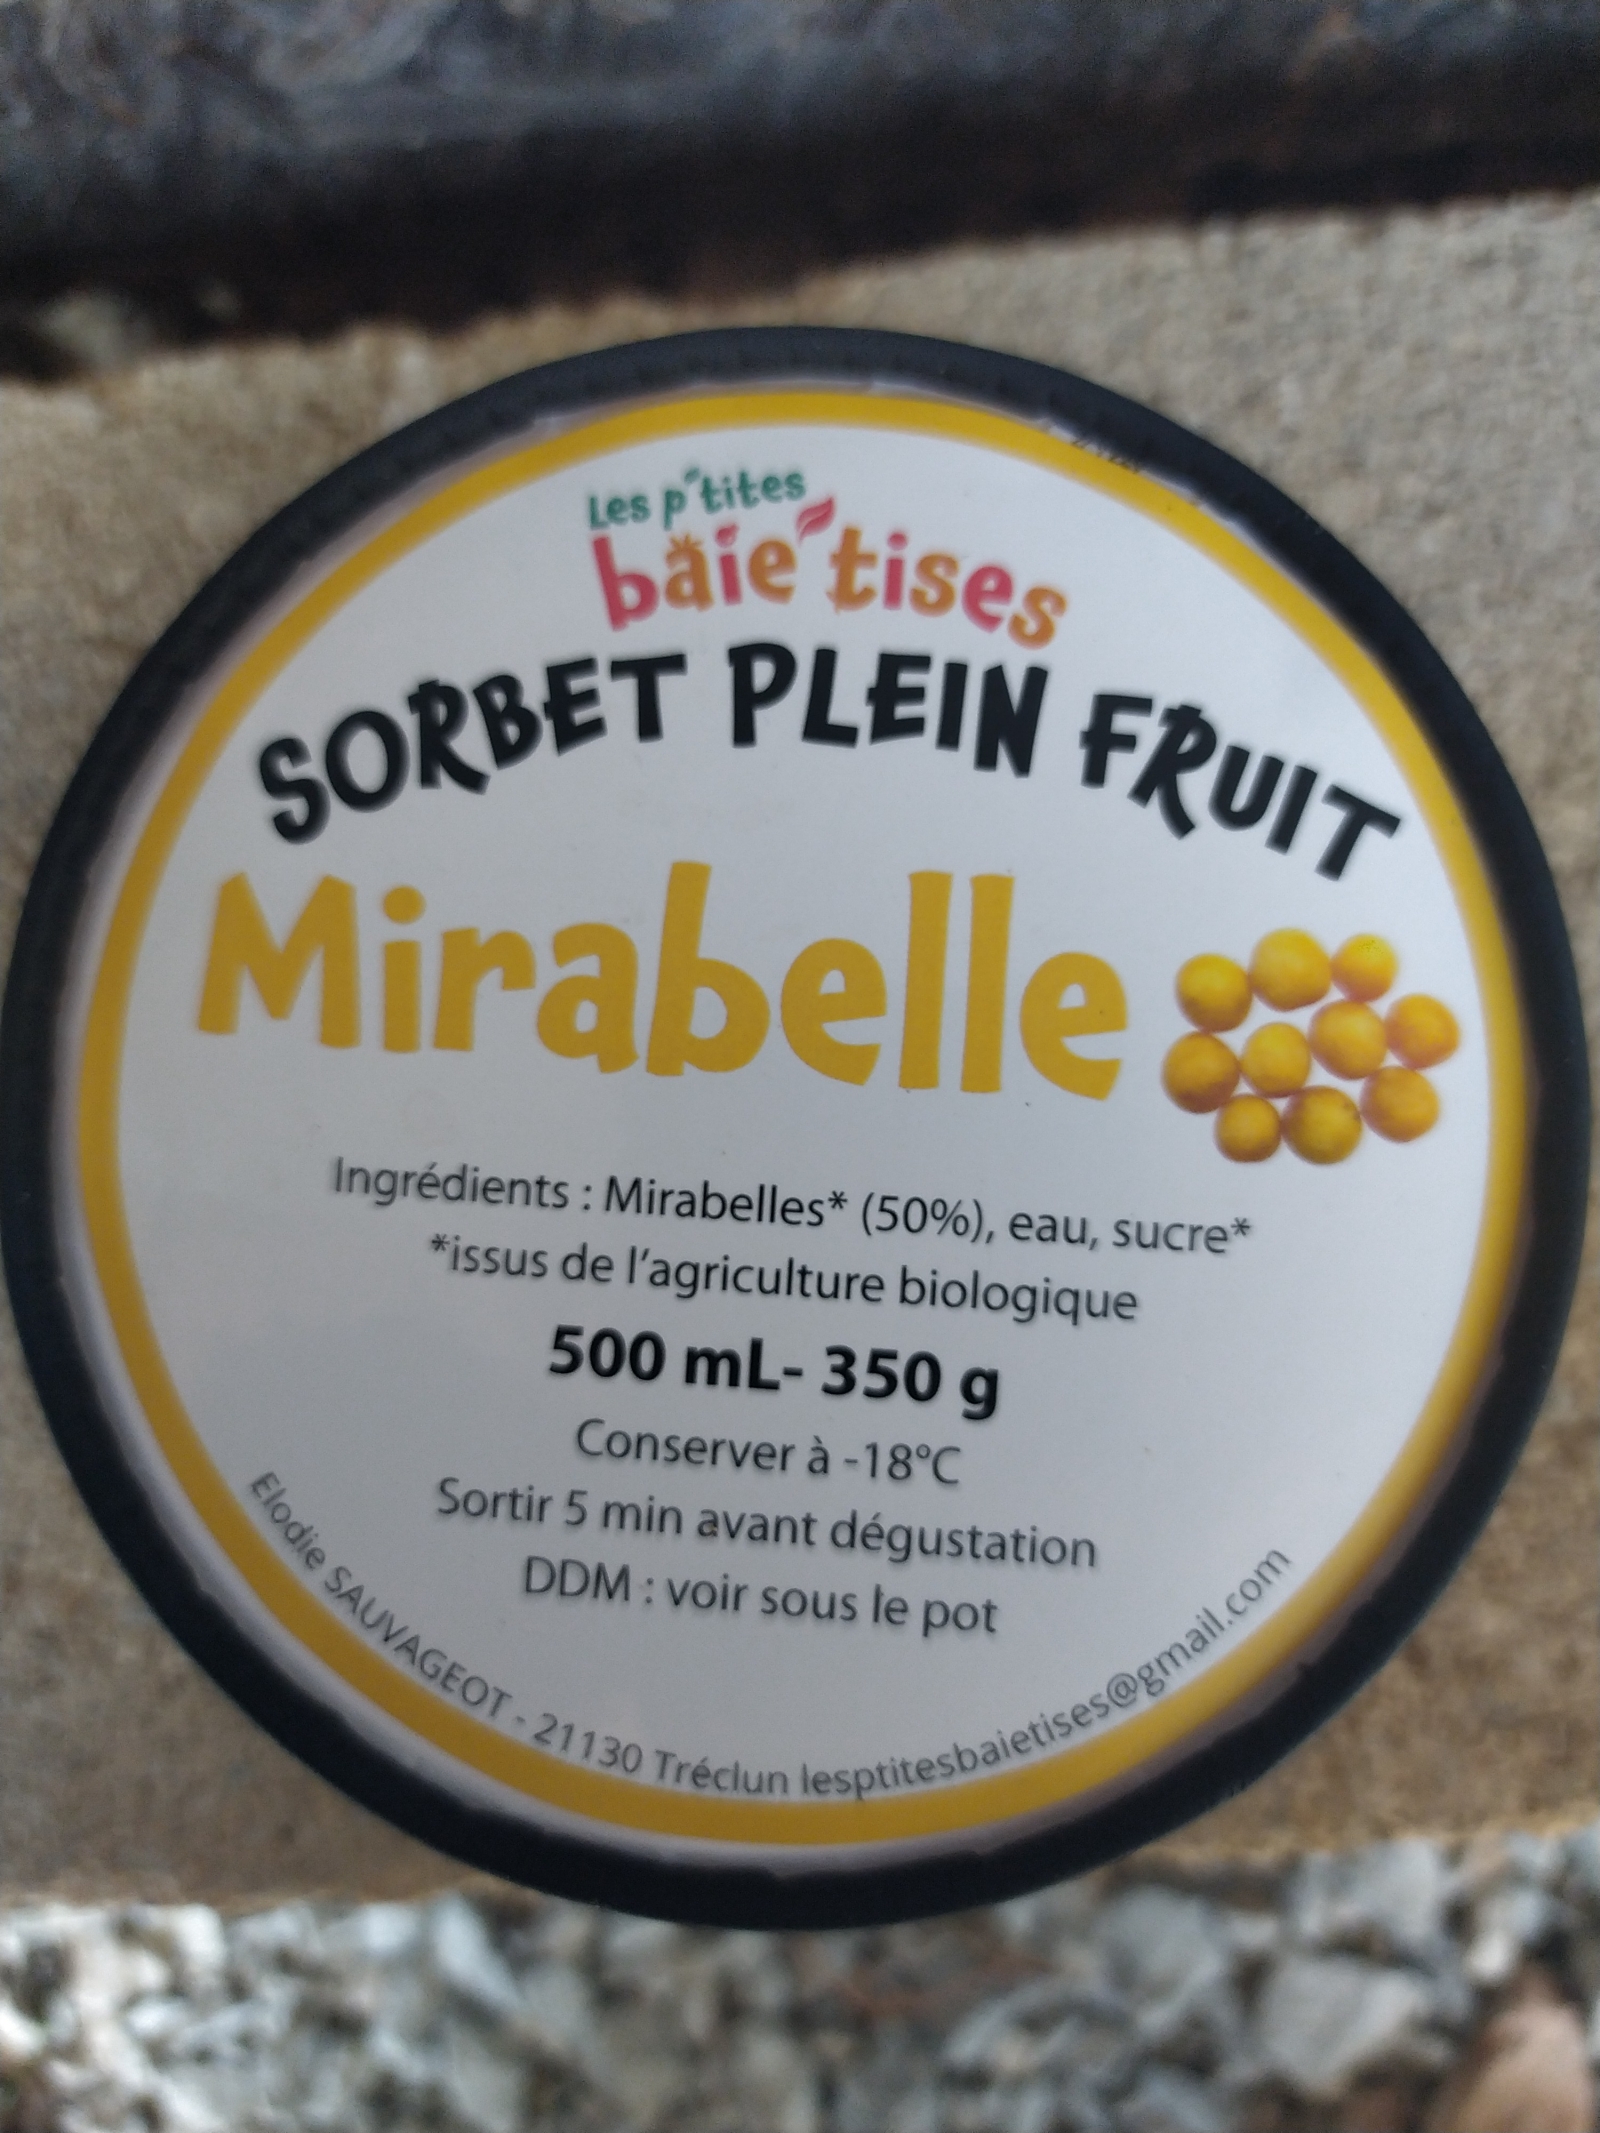 Les p'tites
baie'tises
SORBET PLEIN FRUIT
Mirabelle
Ingrédients : Mirabelles* (50%), eau, sucre*
*issus de l'agriculture biologique
500 mL- 350 g
Conserver à -18°C
Sortir 5 min avant dégustation
DDM : voir sous le pot
Elodie SAUVAGEOT - 21130 Tréclun lesptitesbaietises@gmail.com